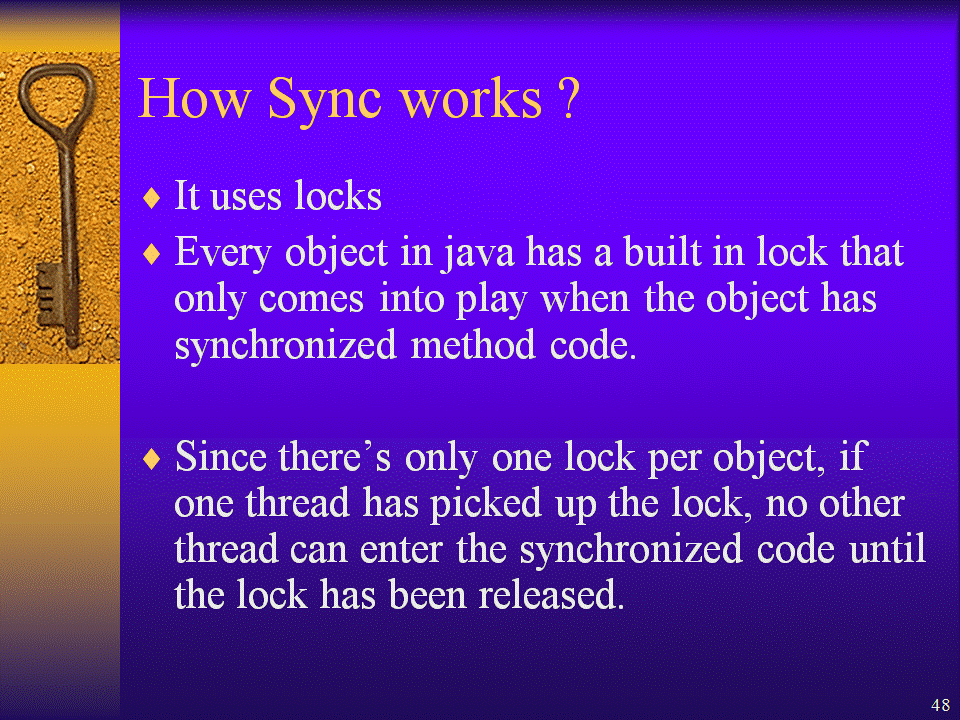 How Sync works ?
It uses locks
Every object in java has a built in lock that
only comes into play when the object has
synchronized method code.
Since there’s only one lock per object, if
one thread has picked up the lock, no other
thread can enter the synchronized code until
the lock has been released.
48